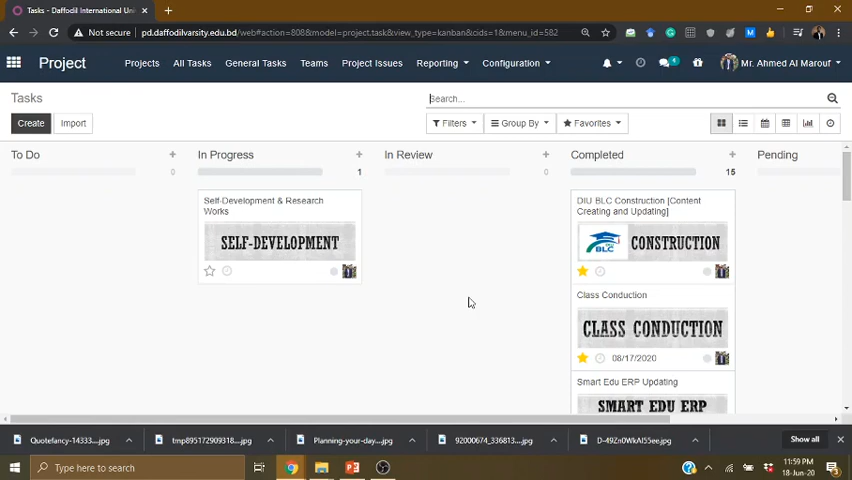 Tasks - Daffodil International Uni
Not secure
pd.daffodilvarsity.edu.bd/web#action=808&model=project.task&view_type=kanban&cids=1&menu_id=582
Project
Projects
All Tasks
General Tasks
Teams
Project Issues
Reporting
Configuration
Mr. Ahmed Al Marouf
Tasks
Search...
Create
Import
Filters
Group By
Favorites
To Do
0
In Progress
1
In Review
0
Completed
15
Pending
Self-Development & Research
Works
SELF-DEVELOPMENT
DIU BLC Construction [Content
Creating and Updating]
BLC
CONSTRUCTION
Class Conduction
CLASS CONDUCTION
08/17/2020
Smart Edu ERP Updating
SMART EDU ERP
Quotefancy-14333....jpg
tmp895172909318...jpg
Planning-your-day....jpg
92000674_336813...jpg
D-49Zn0WkAI55ee.jpg
Show all
Type here to search
11:59 PM
18-Jun-20
3